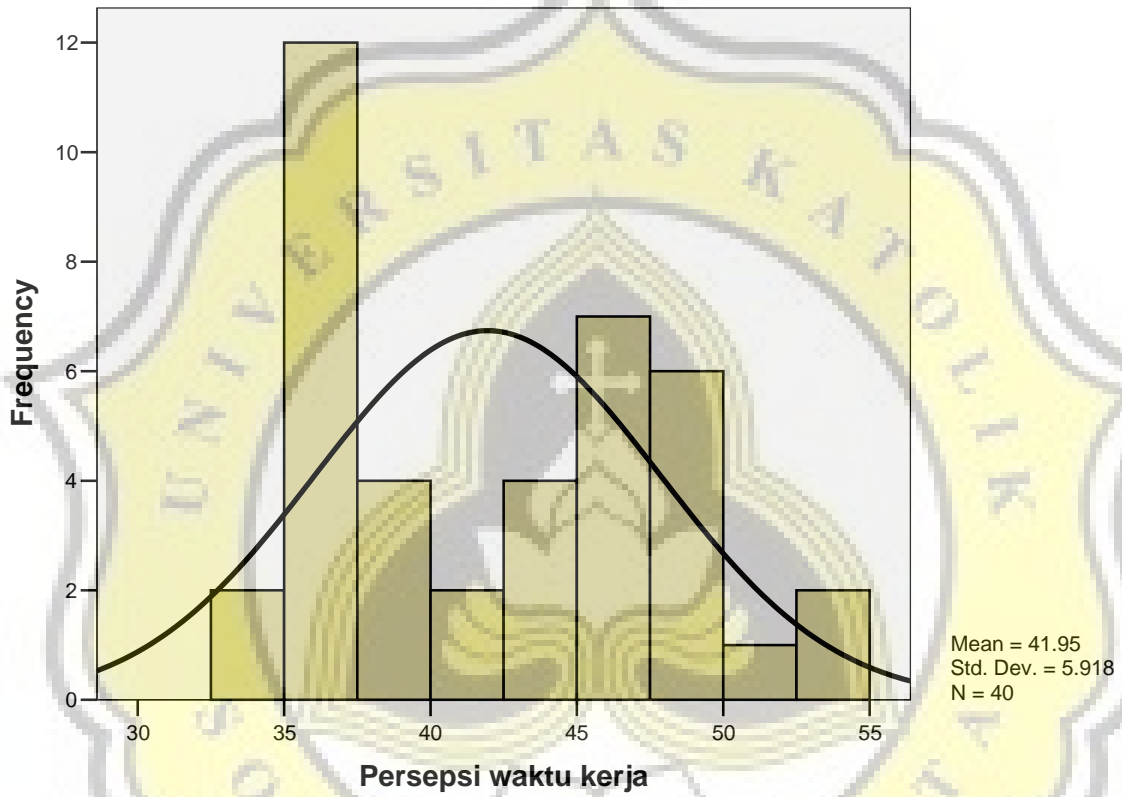 12
10
8
6
4
2
0
Frequency
30 35 40 45 50 55
Persepsi waktu kerja
Mean = 41.95
Std. Dev. = 5.918
N = 40
UNIVERSITAS KATOLIK